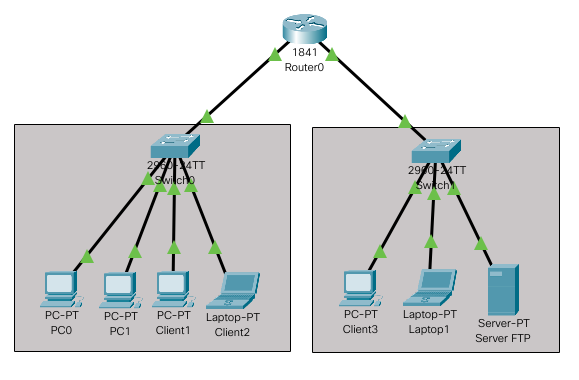 1841
Router0
2960-24TT
Switch0
2960-24TT
Switch1
PC-PT
PC0
PC-PT
PC1
PC-PT
Client1
Laptop-PT
Client2
PC-PT
Client3
Laptop-PT
Laptop1
Server-PT
Server FTP